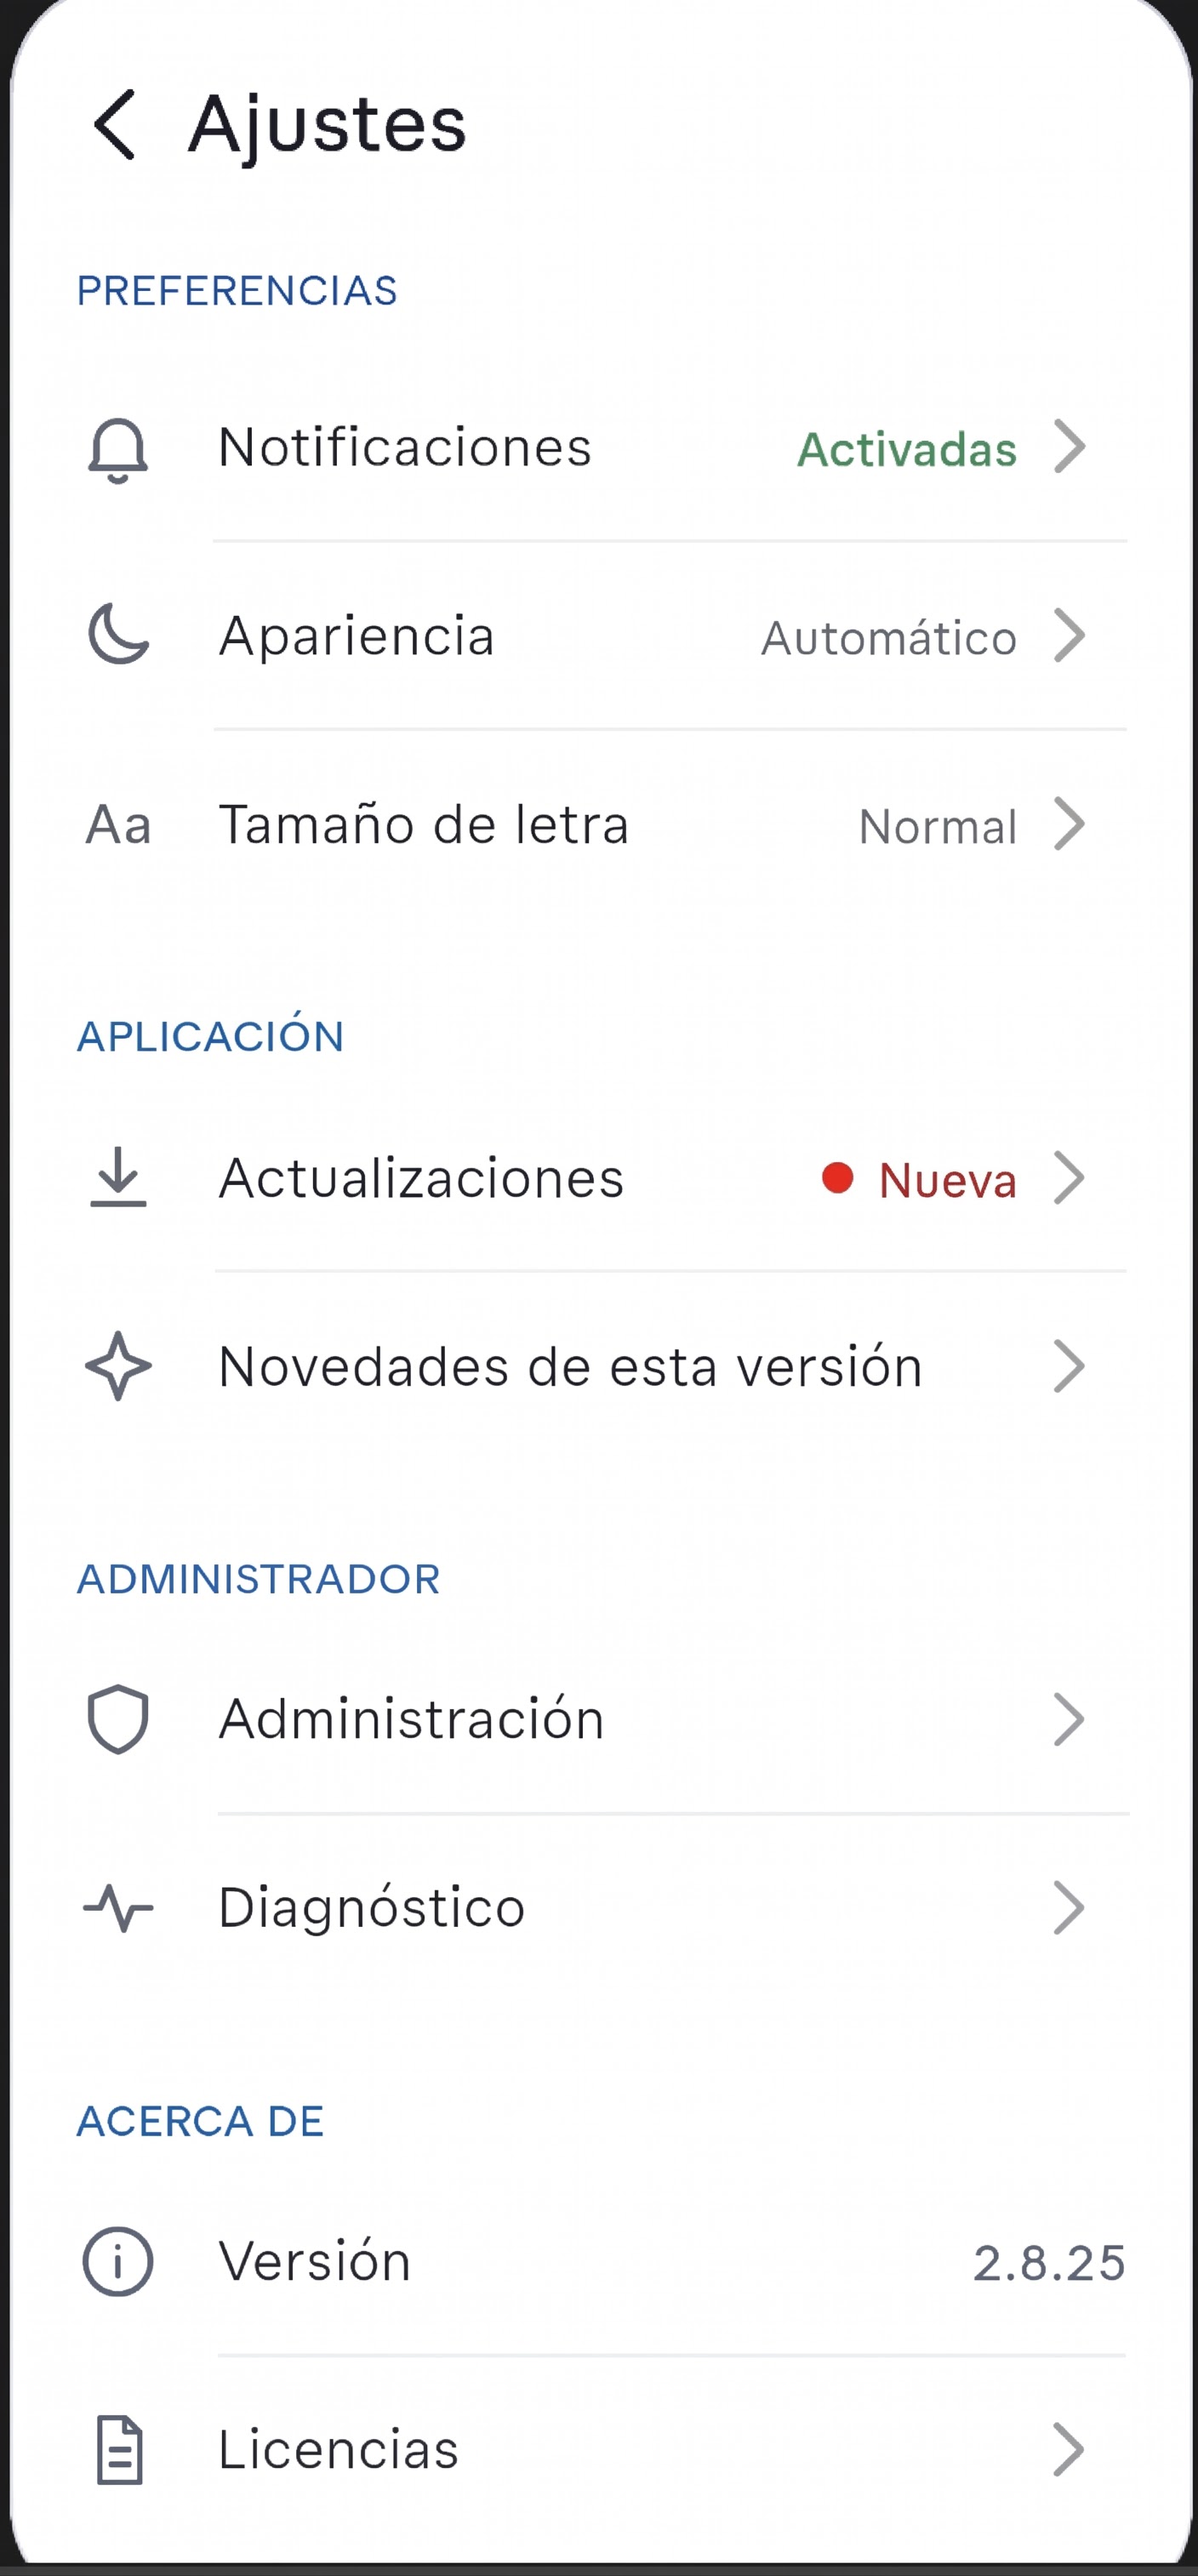 Ajustes
PREFERENCIAS
Notificaciones Activadas
Apariencia Automático
Aa Tamaño de letra Normal
APLICACIÓN
Actualizaciones Nueva
Novedades de esta versión
ADMINISTRADOR
Administración
Diagnóstico
ACERCA DE
Versión 2.8.25
Licencias